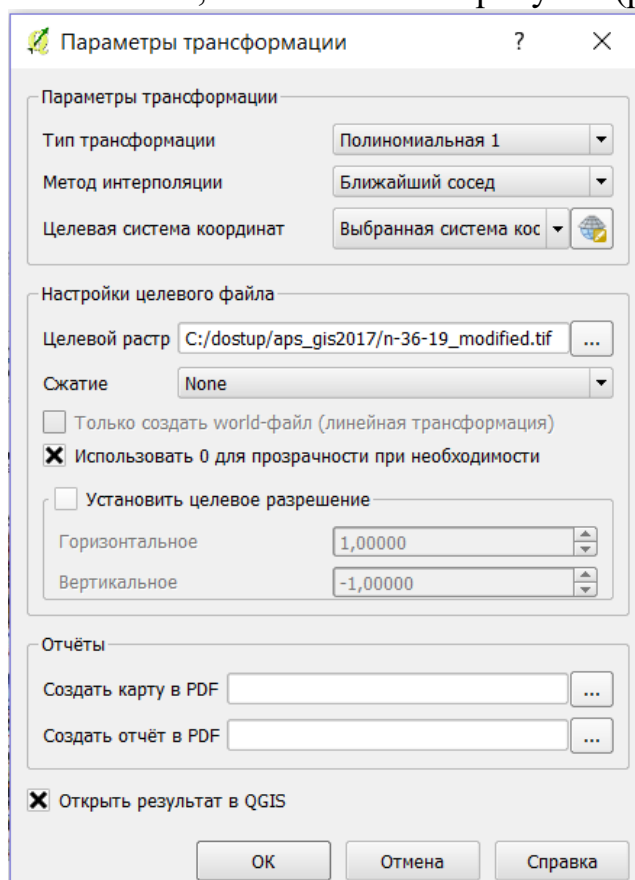 Параметры трансформации ?
Параметры трансформации
Тип трансформации Полиномиальная 1
Метод интерполяции Ближайший сосед
Целевая система координат Выбранная система кос
Настройки целевого файла
Целевой растр C:/dostup/aps_gis2017/n-36-19_modified.tif ...
Сжатие None
Только создать world-файл (линейная трансформация)
Использовать 0 для прозрачности при необходимости
Установить целевое разрешение
Горизонтальное 1,00000
Вертикальное -1,00000
Отчёты
Создать карту в PDF ...
Создать отчёт в PDF ...
Открыть результат в QGIS
ОК Отмена Справка